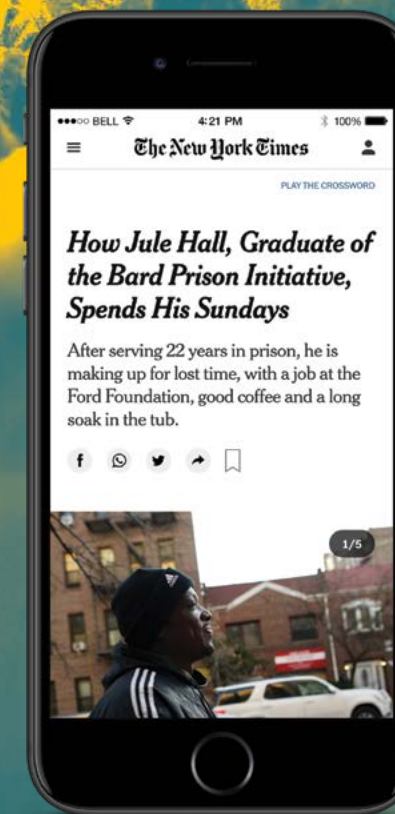 ●●●○○ BELL 4:21 PM 100%
The New York Times
PLAY THE CROSSWORD
How Jule Hall, Graduate of
the Bard Prison Initiative,
Spends His Sundays
After serving 22 years in prison, he is
making up for lost time, with a job at the
Ford Foundation, good coffee and a long
soak in the tub.
1/5